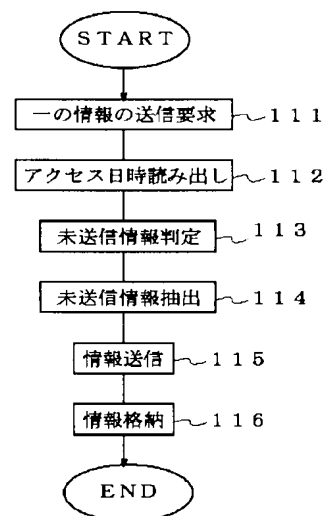 ＳＴＡＲＴ
一の情報の送信要求 １１１
アクセス日時読み出し １１２
未送信情報判定 １１３
未送信情報抽出 １１４
情報送信 １１５
情報格納 １１６
ＥＮＤ